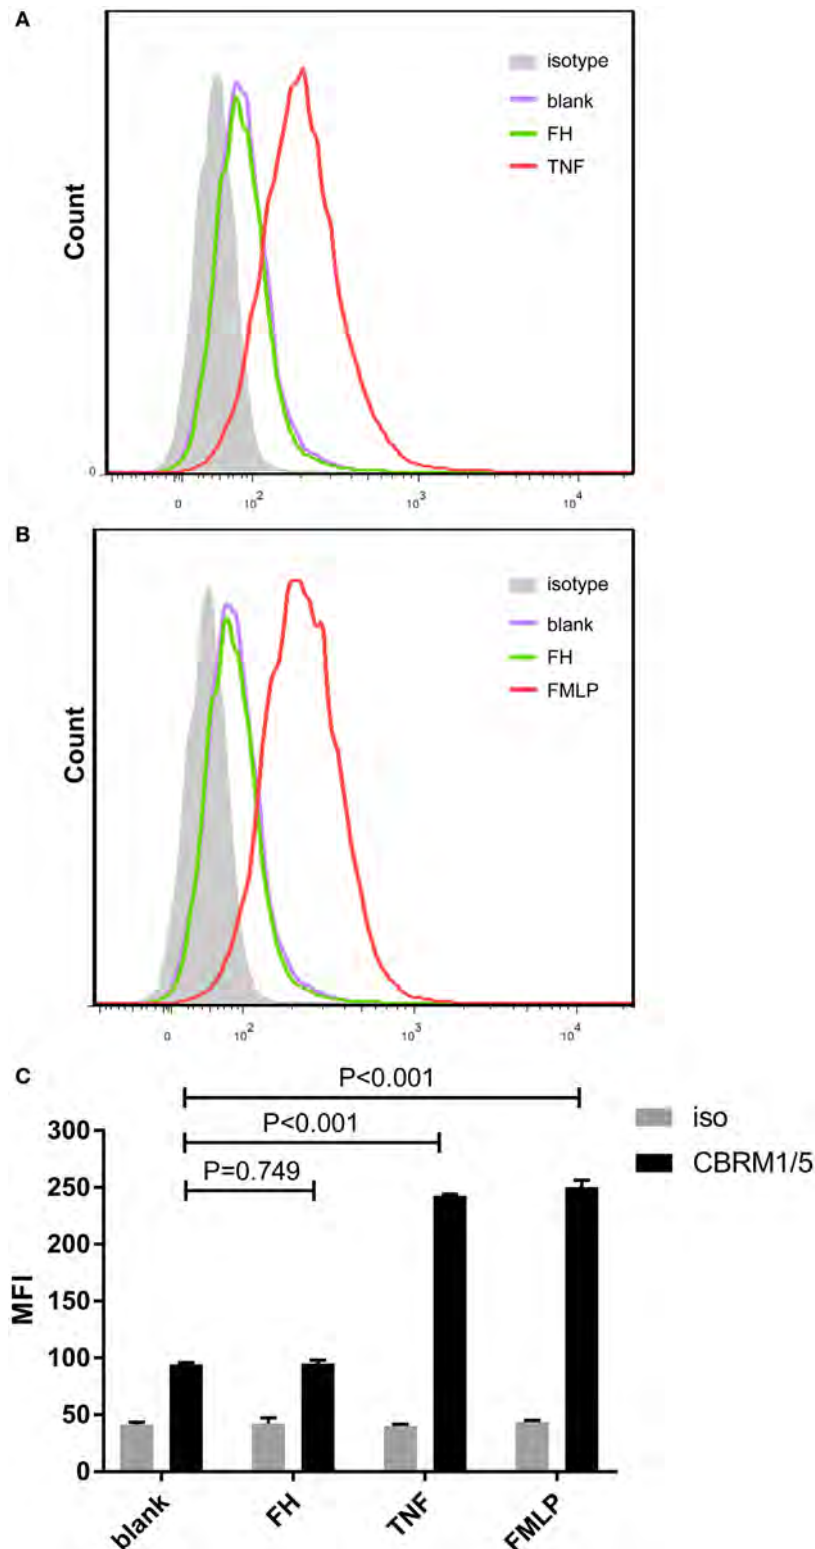 A
isotype
blank
FH
TNF
Count
0
0 10² 10³ 10⁴
B
isotype
blank
FH
FMLP
Count
0 10² 10³ 10⁴
C
P<0.001
P<0.001
P=0.749
iso
CBRM1/5
MFI
300
250
200
150
100
50
0
blank FH TNF FMLP